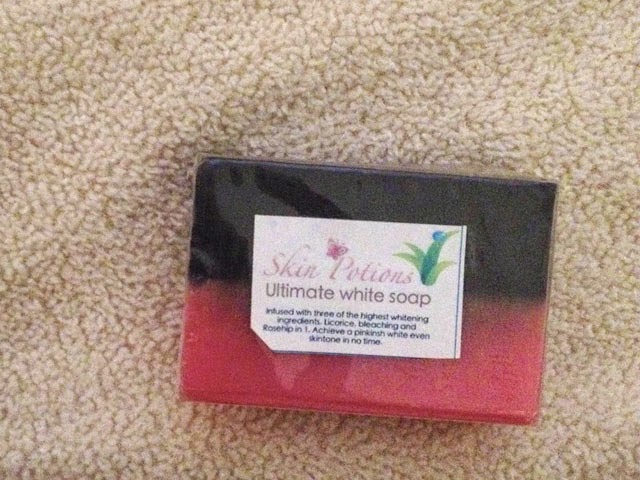 Skin Potions
Ultimate white soap
Infused with three of the highest whitening
ingredients. Licorice, bleaching and
Rosehip in 1. Achieve a pinkinsh white even
skintone in no time.